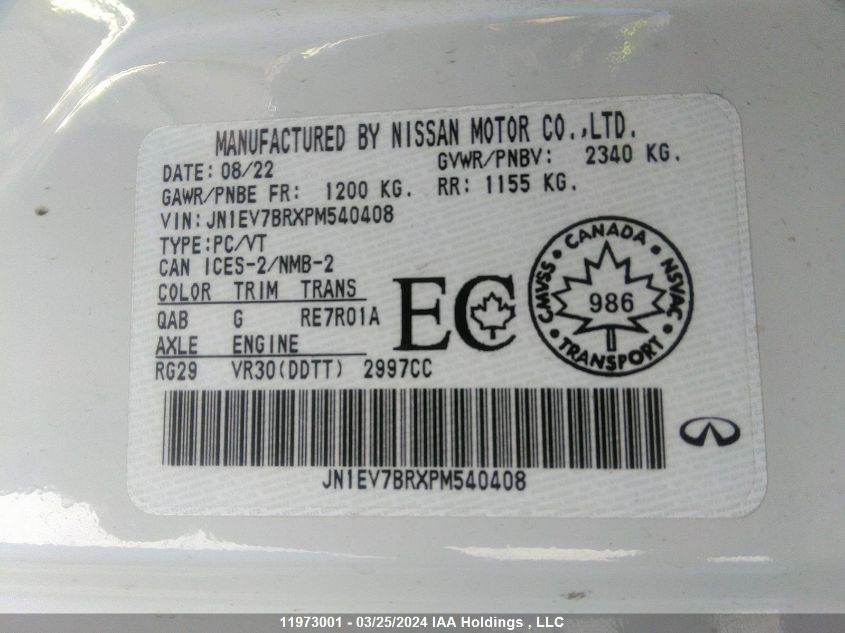 MANUFACTURED BY NISSAN MOTOR CO.,LTD.
DATE: 08/22 GVWR/PNBV: 2340 KG.
GAWR/PNBE FR: 1200 KG. RR: 1155 KG.
VIN: JN1EV7BRXPM540408
TYPE:PC/VT
CAN ICES-2/NMB-2
COLOR TRIM TRANS
QAB G RE7R01A
AXLE ENGINE
RG29 VR30(DDTT) 2997CC
EC
CANADA
CMVSS
NSVAC
986
TRANSPORT
JN1EV7BRXPM540408
11973001 - 03/25/2024 IAA Holdings , LLC